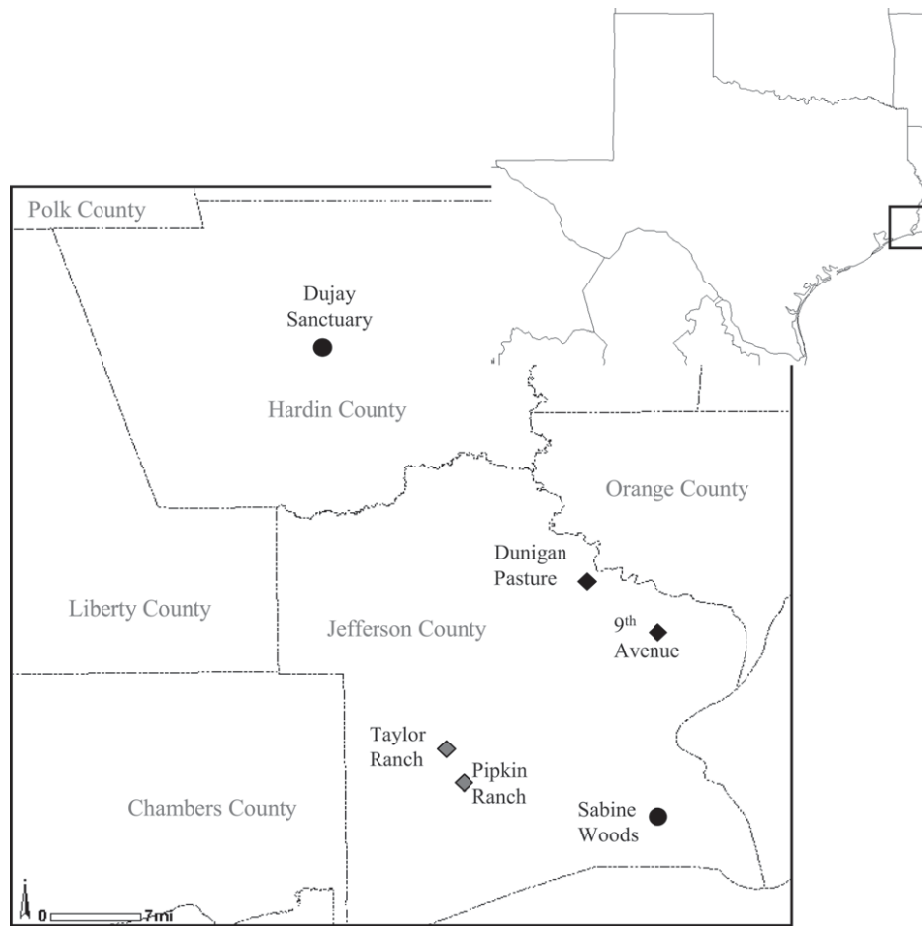 Polk County
Dujay
Sanctuary
Hardin County
Orange County
Dunigan
Pasture
Liberty County
Jefferson County
9th
Avenue
Taylor
Ranch
Pipkin
Ranch
Chambers County
Sabine
Woods
0 7mi